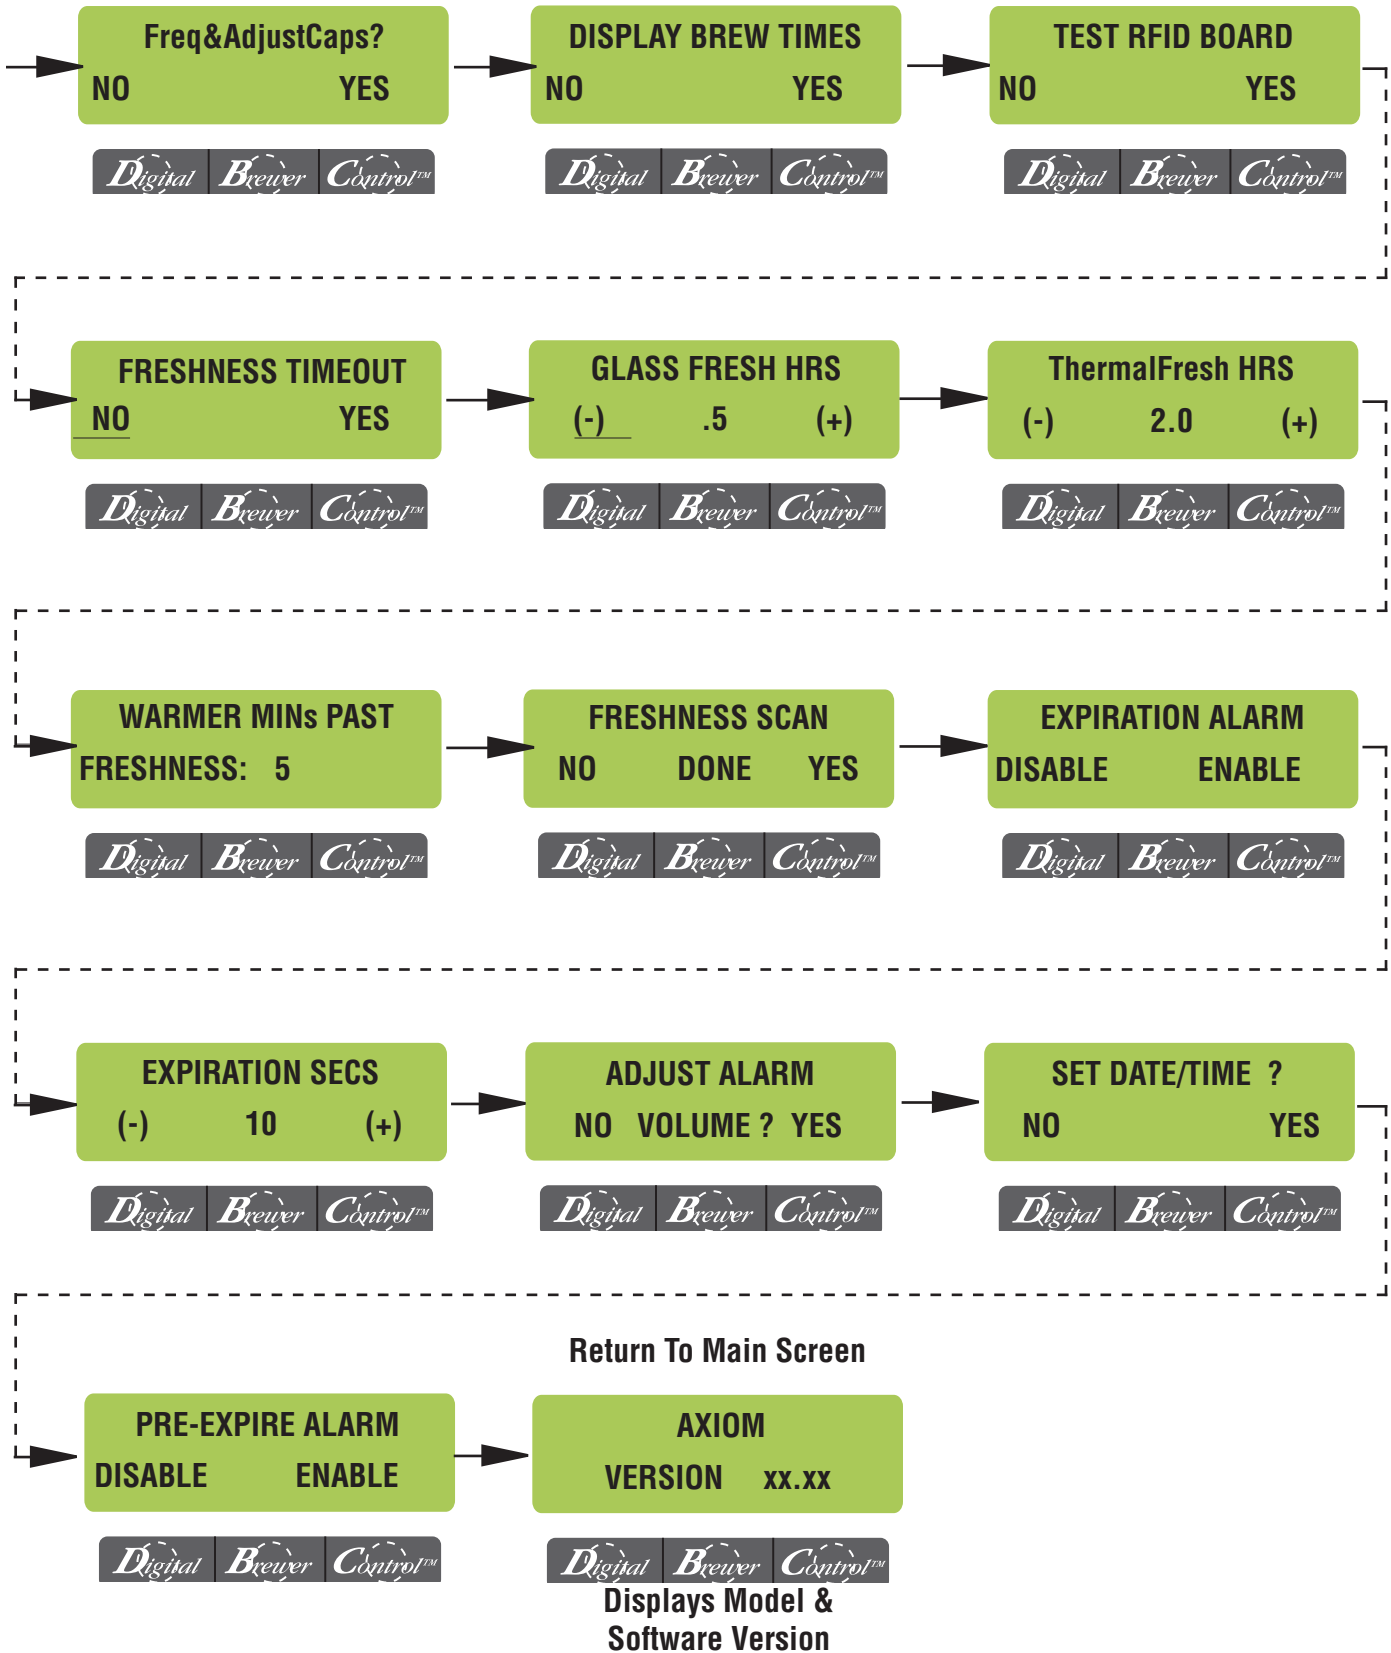 Freq&AdjustCaps?
NO YES
Digital Brewer Control™
DISPLAY BREW TIMES
NO YES
Digital Brewer Control™
TEST RFID BOARD
NO YES
Digital Brewer Control™
FRESHNESS TIMEOUT
NO YES
Digital Brewer Control™
GLASS FRESH HRS
(-) .5 (+)
Digital Brewer Control™
ThermalFresh HRS
(-) 2.0 (+)
Digital Brewer Control™
WARMER MINs PAST
FRESHNESS: 5
Digital Brewer Control™
FRESHNESS SCAN
NO DONE YES
Digital Brewer Control™
EXPIRATION ALARM
DISABLE ENABLE
Digital Brewer Control™
EXPIRATION SECS
(-) 10 (+)
Digital Brewer Control™
ADJUST ALARM
NO VOLUME ? YES
Digital Brewer Control™
SET DATE/TIME ?
NO YES
Digital Brewer Control™
PRE-EXPIRE ALARM
DISABLE ENABLE
Digital Brewer Control™
Return To Main Screen
AXIOM
VERSION xx.xx
Digital Brewer Control™
Displays Model &
Software Version